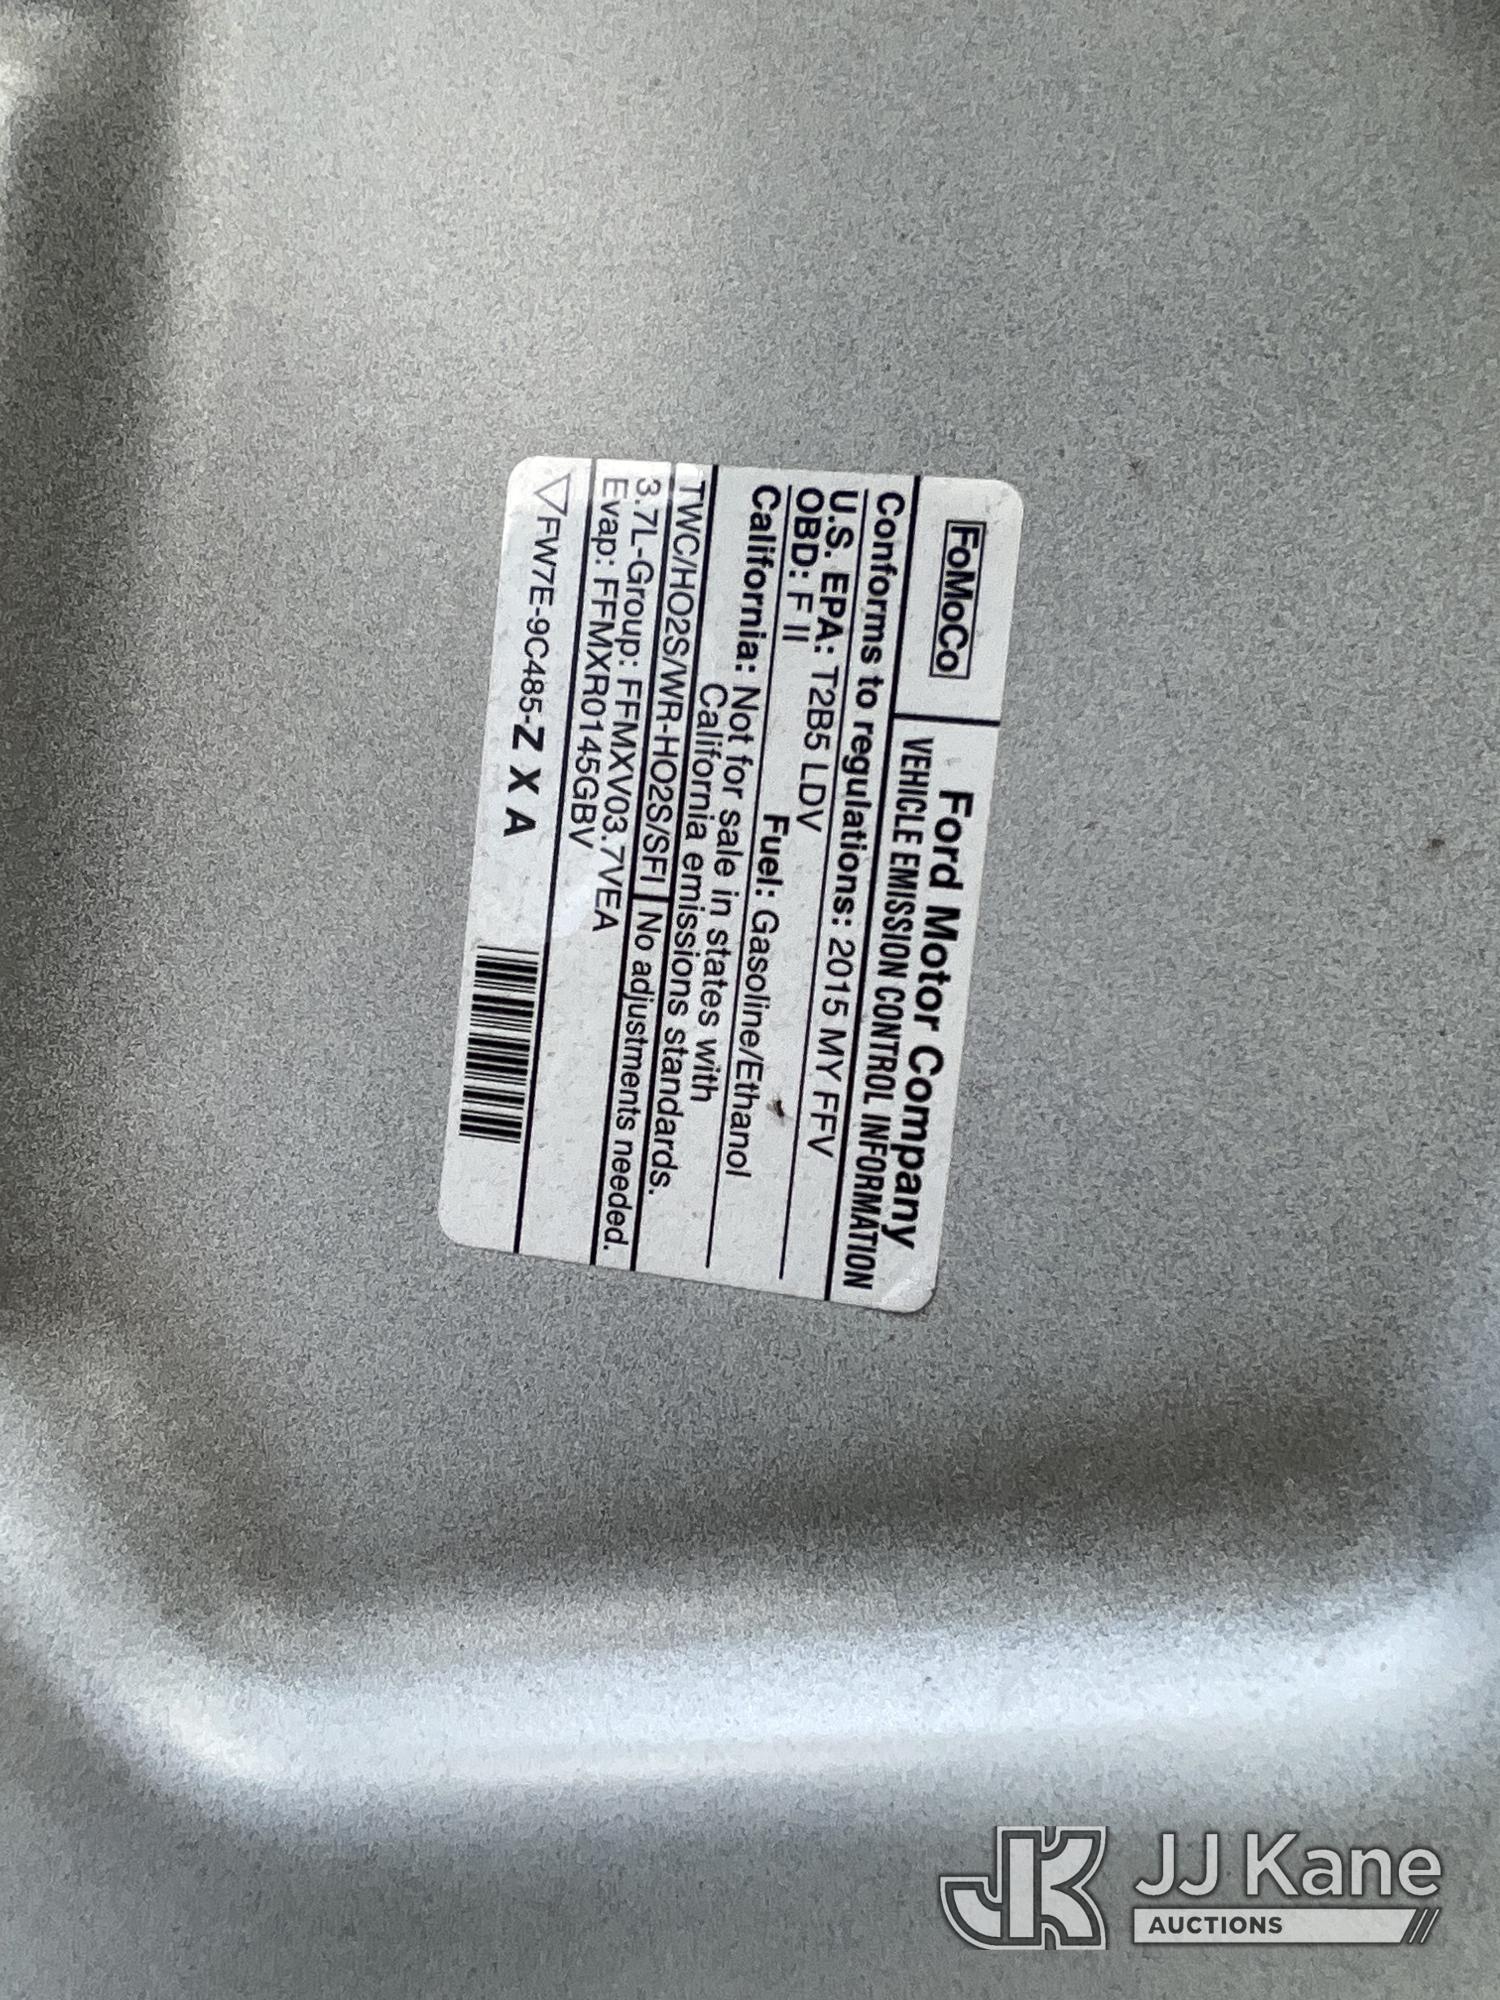 FoMoCo
Ford Motor Company
VEHICLE EMISSION CONTROL INFORMATION
Conforms to regulations: 2015 MY FFV
U.S. EPA: T2B5 LDV
OBD: F II Fuel: Gasoline/Ethanol
California: Not for sale in states with
California emissions standards.
TWC/HO2S/WR-HO2S/SFI No adjustments needed.
3.7L-Group: FFMXV03.7VEA
Evap: FFMXR0145GBV
FW7E-9C485-Z X A
JK
JJ Kane
AUCTIONS